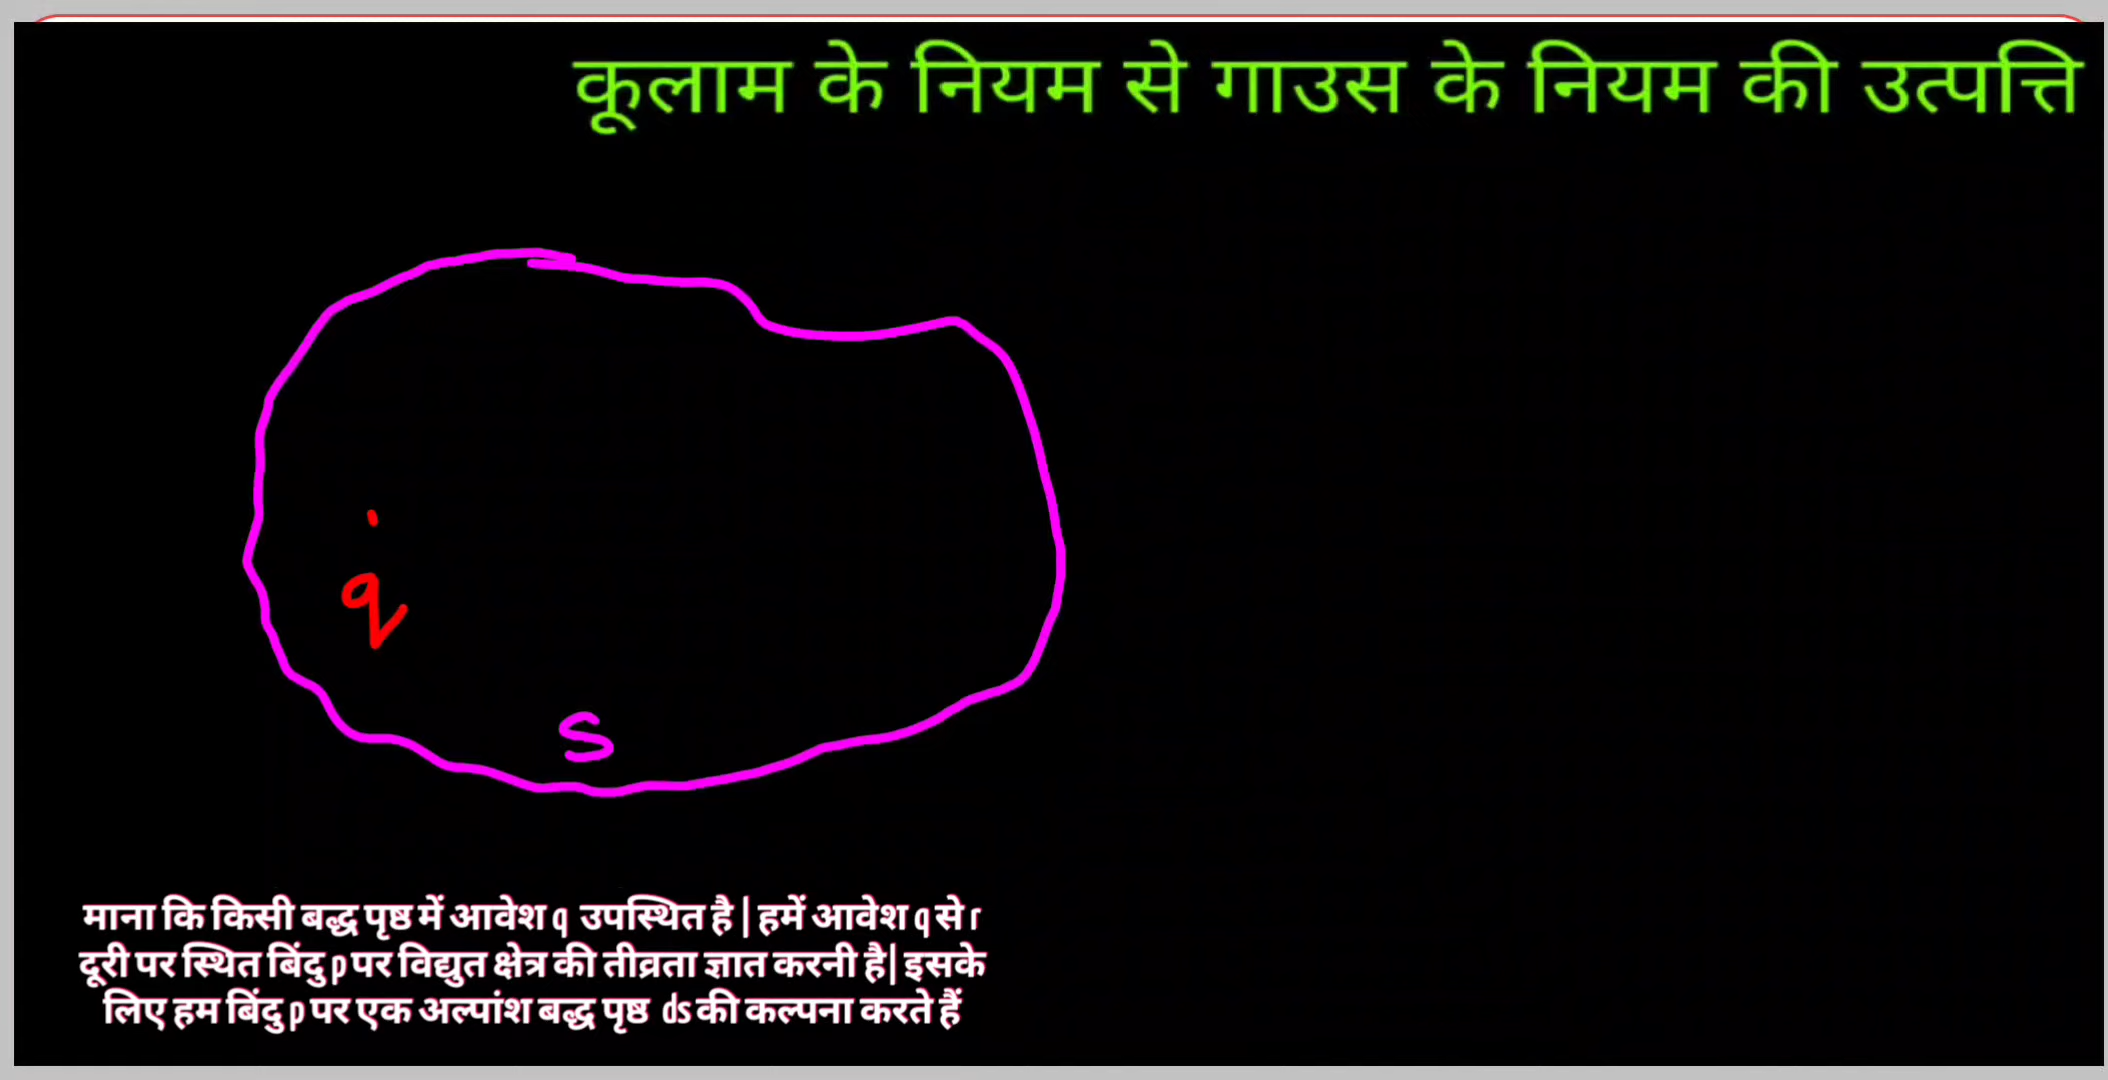 कूलाम के नियम से गाउस के नियम की उत्पत्ति
q
s
माना कि किसी बद्ध पृष्ठ में आवेश q उपस्थित है | हमें आवेश q से r
दूरी पर स्थित बिंदु p पर विद्युत क्षेत्र की तीव्रता ज्ञात करनी है| इसके
लिए हम बिंदु p पर एक अल्पांश बद्ध पृष्ठ ds की कल्पना करते हैं